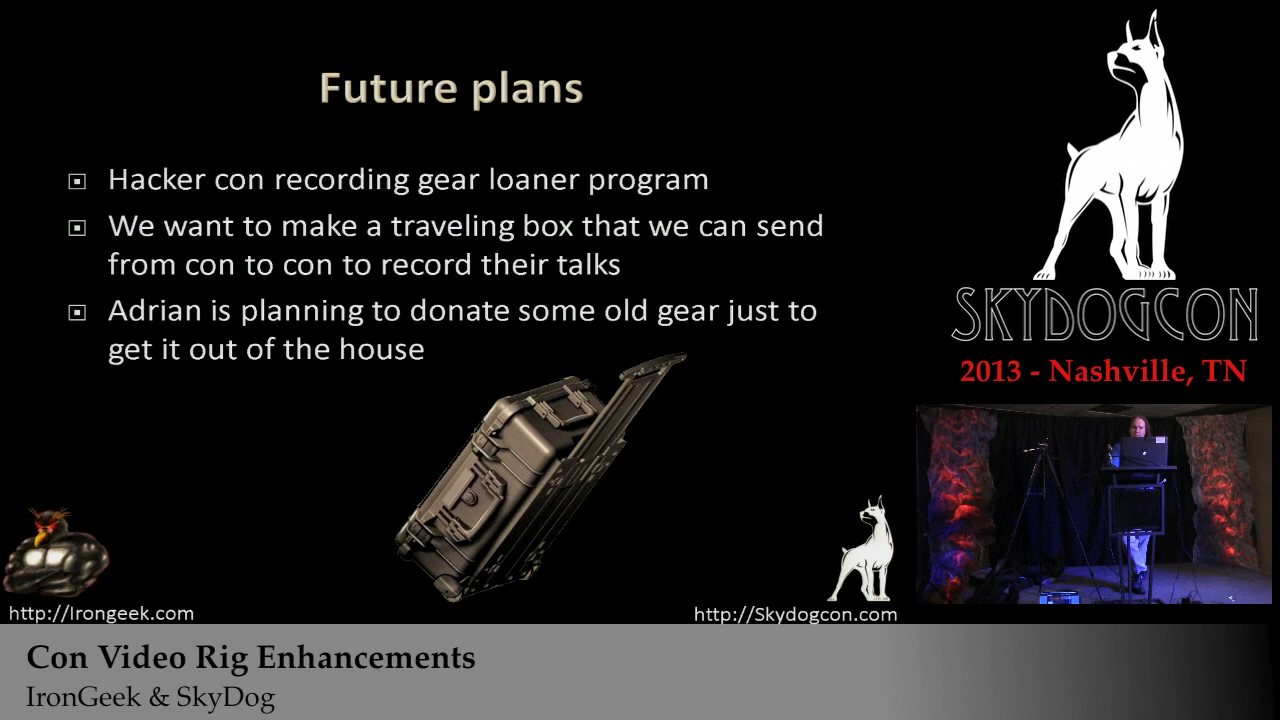 Future plans
Hacker con recording gear loaner program
We want to make a traveling box that we can send
from con to con to record their talks
Adrian is planning to donate some old gear just to
get it out of the house
http://Irongeek.com
http://Skydogcon.com
SKYDOGCON
2013 - Nashville, TN
Con Video Rig Enhancements
IronGeek & SkyDog